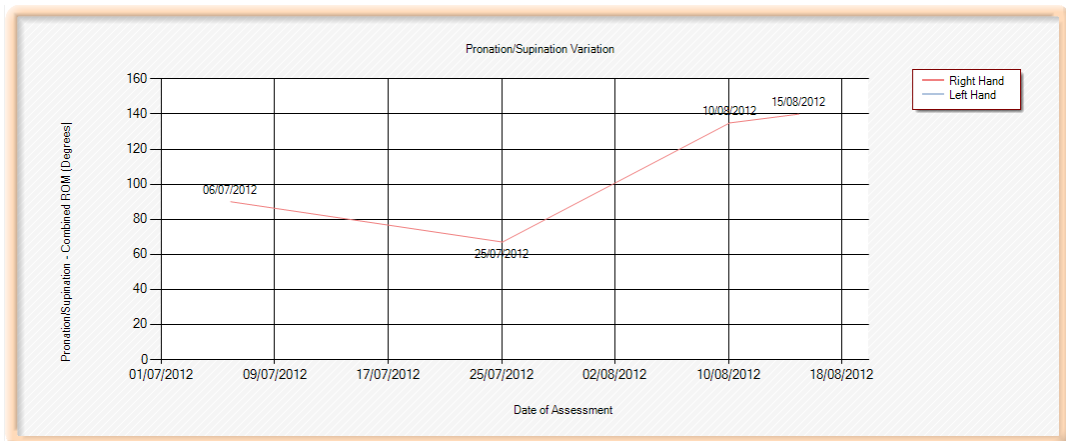 Pronation/Supination Variation
Right Hand
Left Hand
Pronation/Supination - Combined ROM (Degrees)
160
140
120
100
80
60
40
20
0
06/07/2012
25/07/2012
10/08/2012
15/08/2012
01/07/2012 09/07/2012 17/07/2012 25/07/2012 02/08/2012 10/08/2012 18/08/2012
Date of Assessment